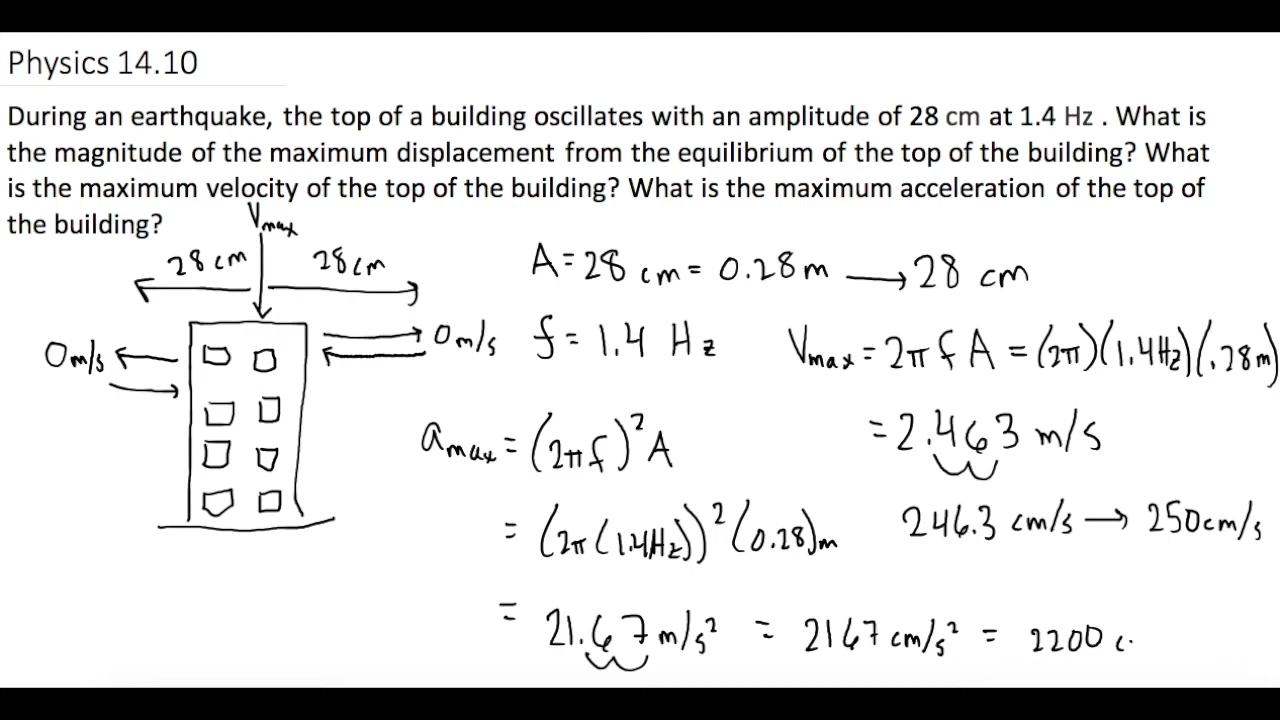 Physics 14.10
During an earthquake, the top of a building oscillates with an amplitude of 28 cm at 1.4 Hz . What is
the magnitude of the maximum displacement from the equilibrium of the top of the building? What
is the maximum velocity of the top of the building? What is the maximum acceleration of the top of
the building?
Vmax
28 cm 28 cm
0 m/s 0 m/s
A = 28 cm = 0.28 m → 28 cm
f = 1.4 Hz
Vmax = 2π f A = (2π)(1.4Hz)(.28m)
= 2.463 m/s
246.3 cm/s → 250 cm/s
amax = (2πf)²A
= (2π(1.4Hz))²(0.28)m
= 21.67 m/s² = 2167 cm/s² = 2200 c